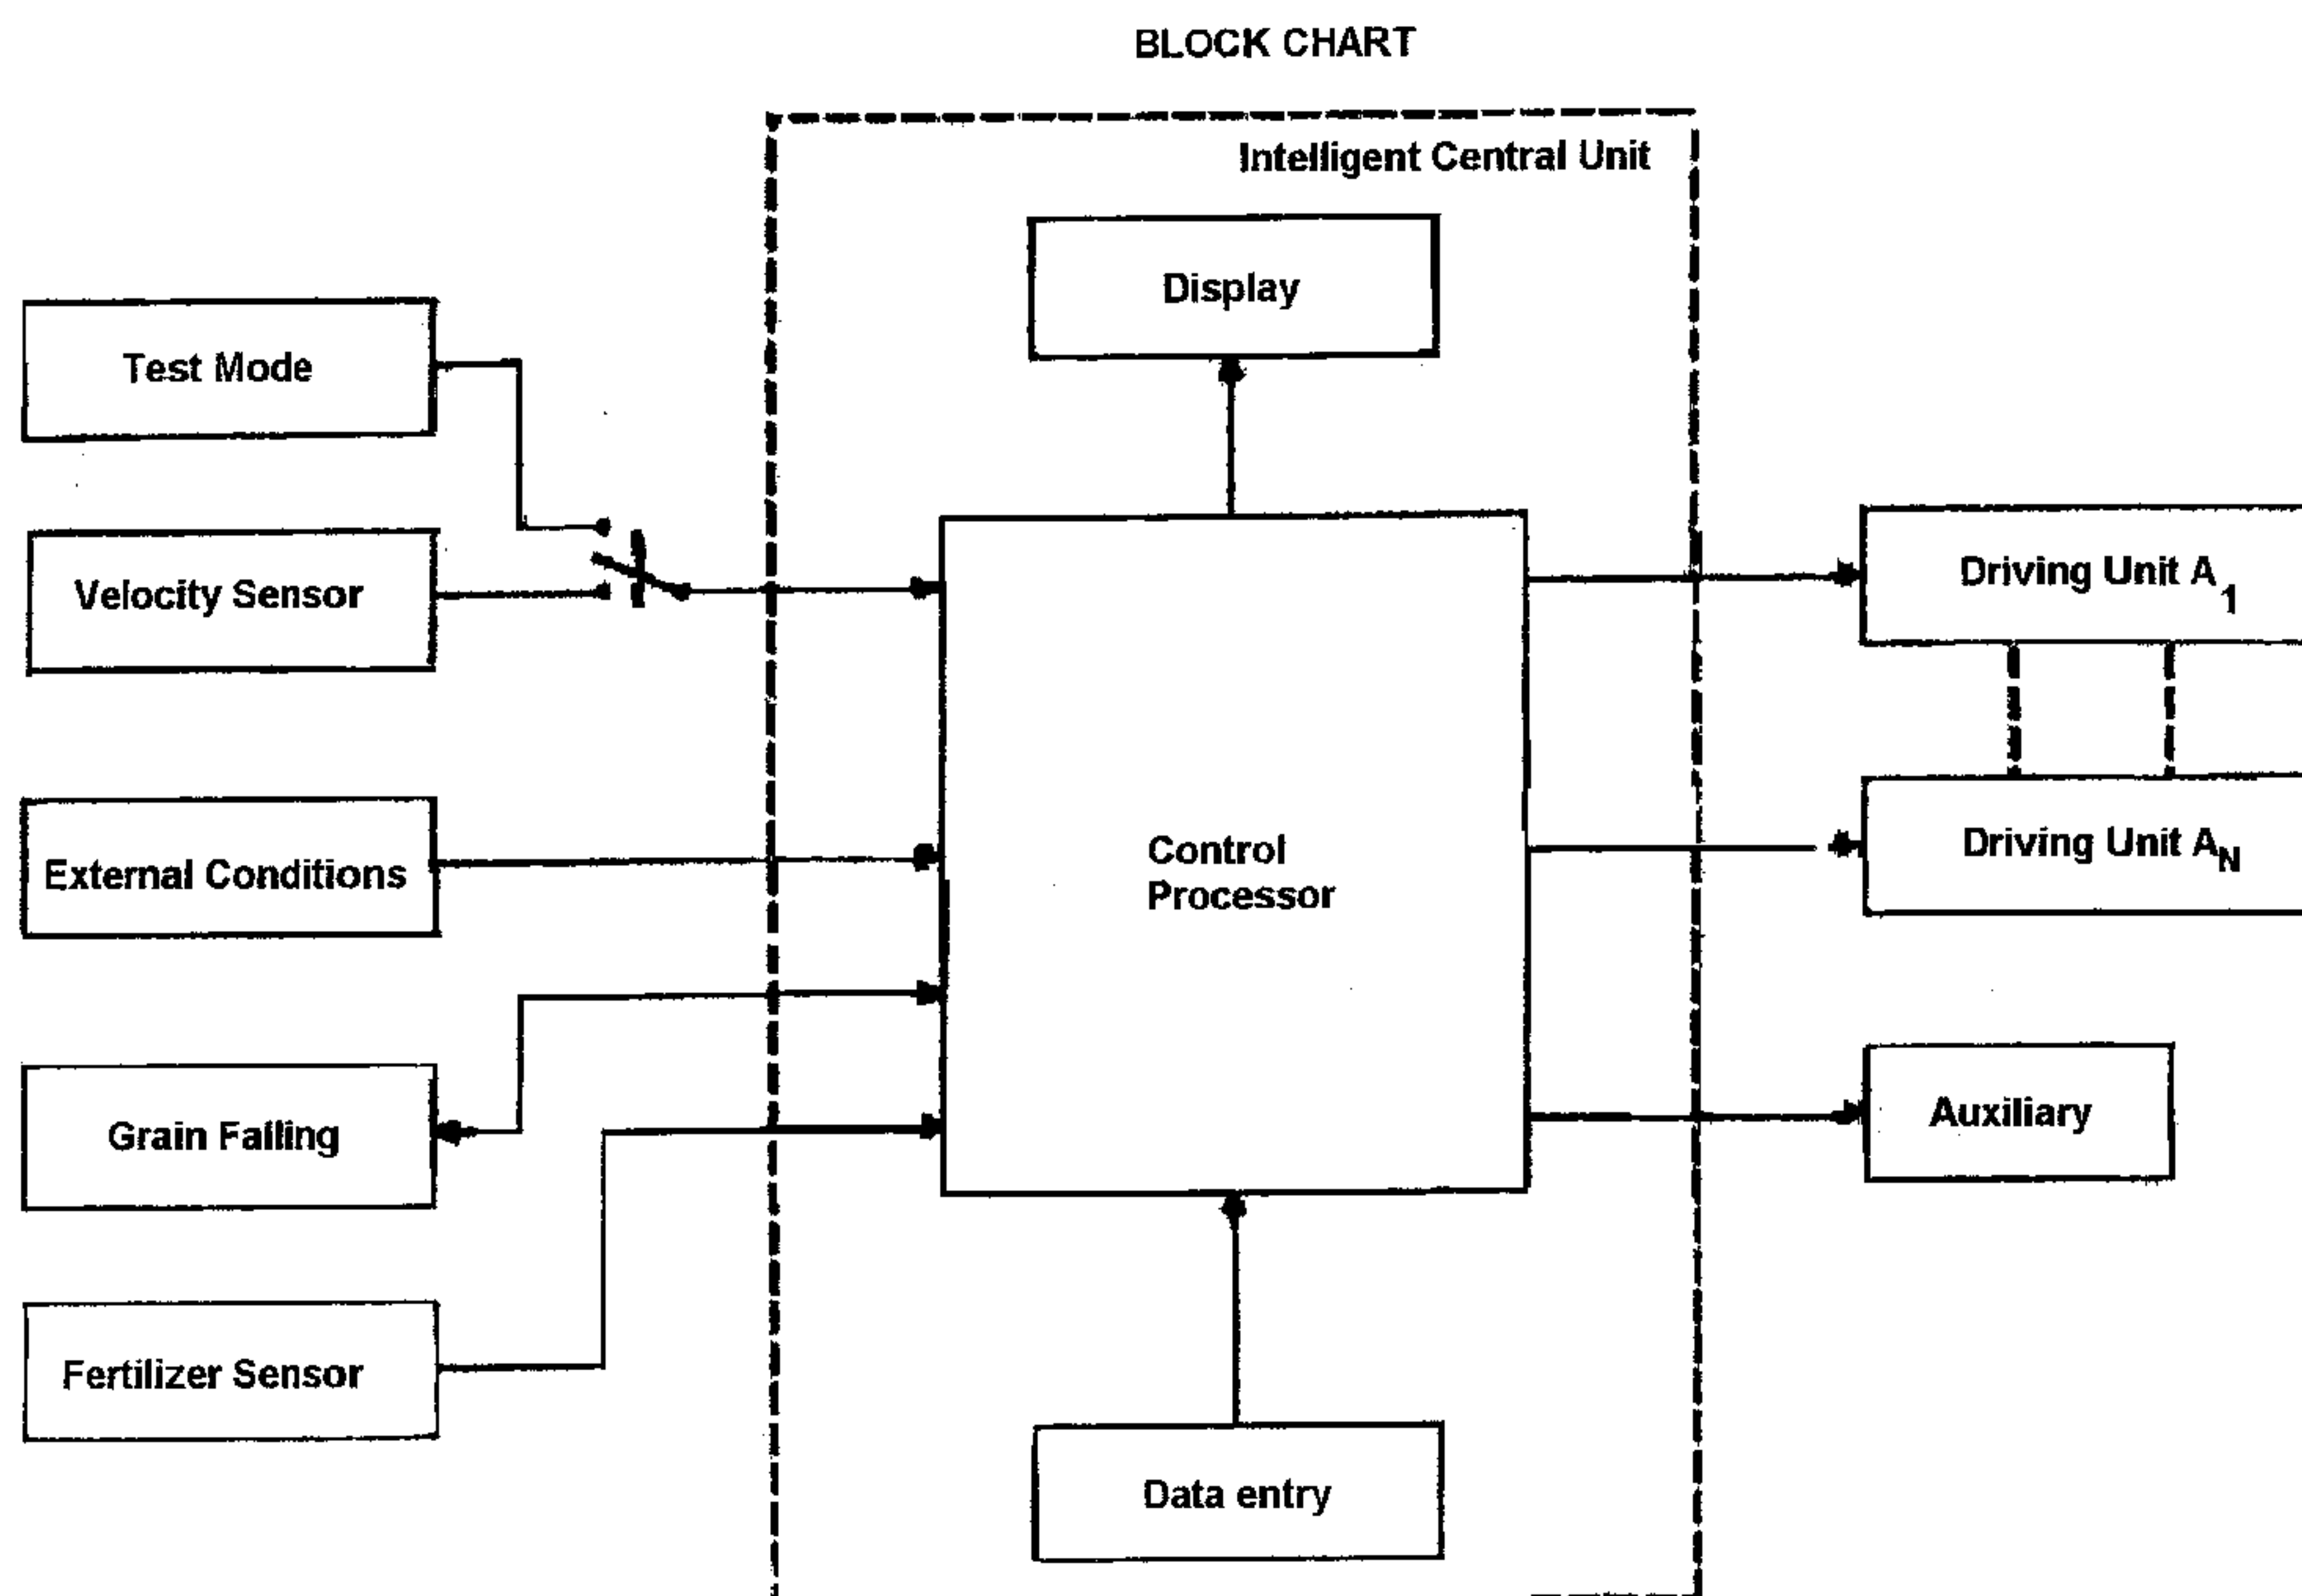 BLOCK CHART
Intelligent Central Unit
Display
Test Mode
Velocity Sensor
Driving Unit A1
External Conditions
Control
Processor
Driving Unit AN
Grain Falling
Auxiliary
Fertilizer Sensor
Data entry